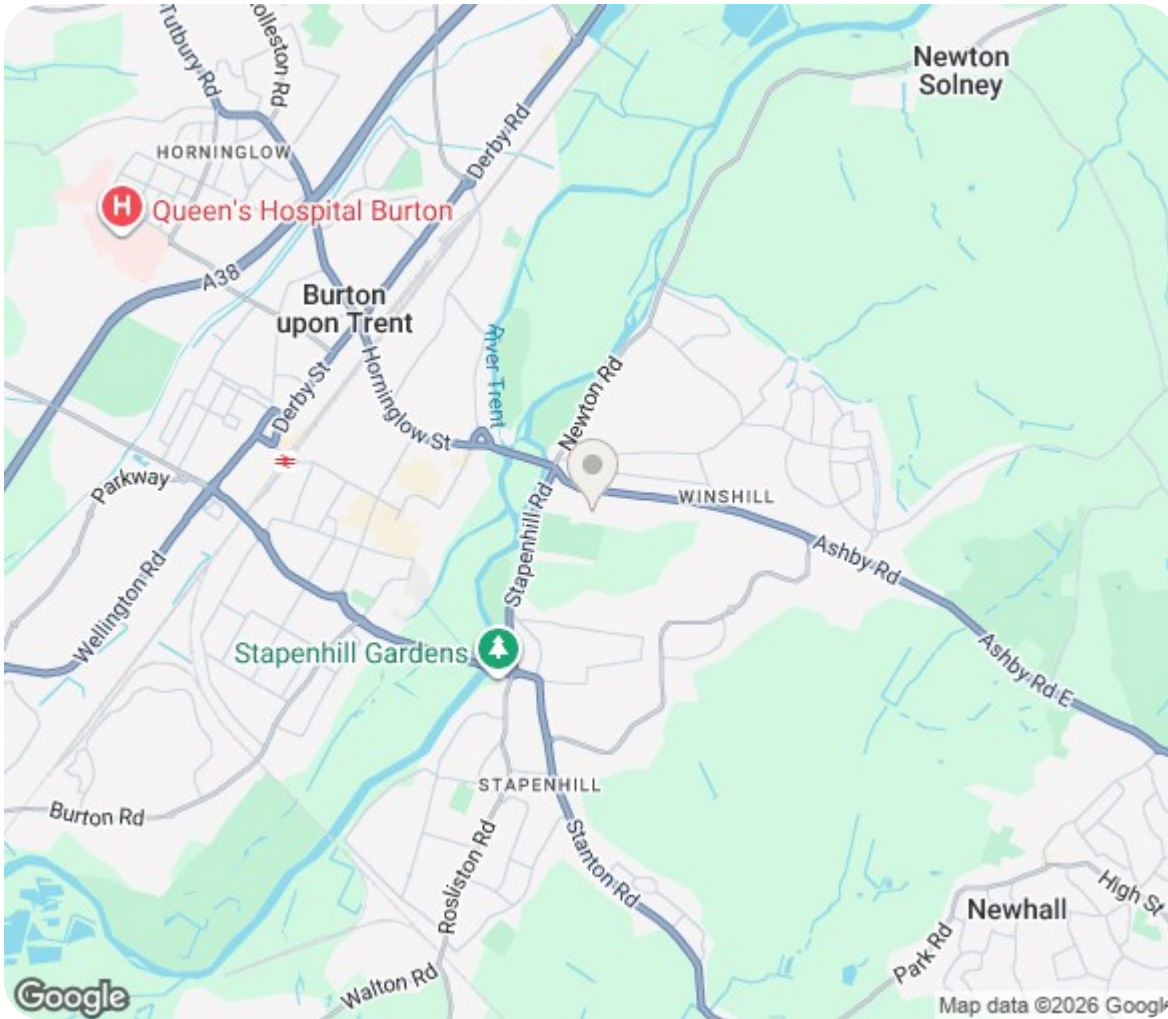 Tutbury Rd
olleston Rd
Newton
Solney
HORNINGLOW
Derby Rd
H
Queen's Hospital Burton
A38
Burton
upon Trent
River Trent
Derby St
Horninglow St
Newton Rd
Parkway
WINSHILL
Stapenhill Rd
Ashby Rd
Wellington Rd
Stapenhill Gardens
Ashby Rd E
STAPENHILL
Burton Rd
Stanton Rd
Rosliston Rd
High St
Newhall
Park Rd
Walton Rd
Google
Map data ©2026 Google